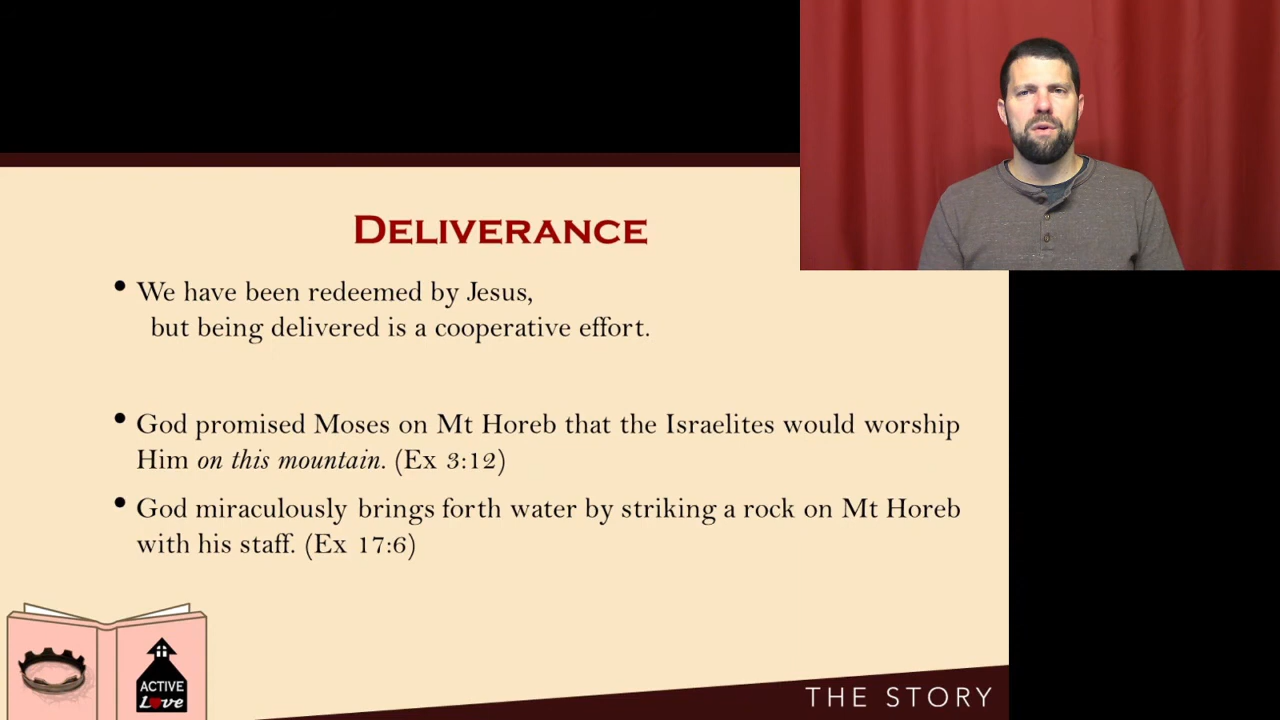 DELIVERANCE
• We have been redeemed by Jesus,
but being delivered is a cooperative effort.
• God promised Moses on Mt Horeb that the Israelites would worship
Him on this mountain. (Ex 3:12)
• God miraculously brings forth water by striking a rock on Mt Horeb
with his staff. (Ex 17:6)
ACTIVE
Love
THE STORY